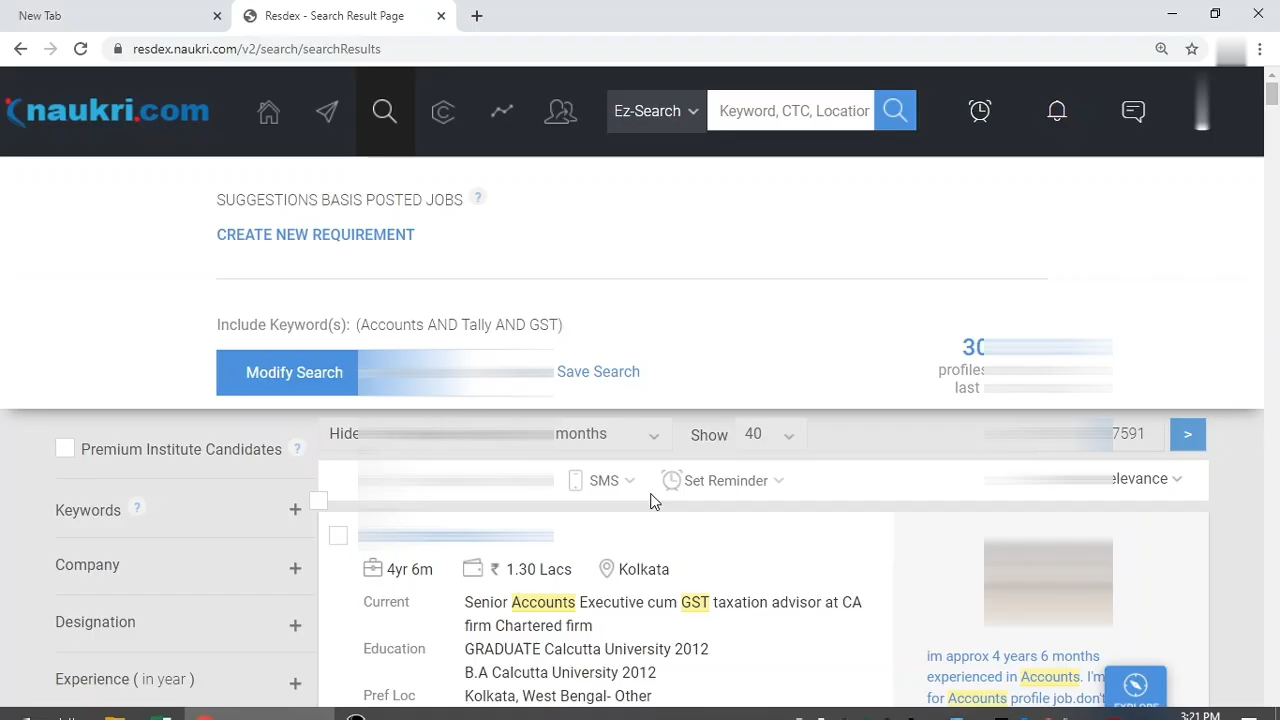 New Tab
Resdex - Search Result Page
resdex.naukri.com/v2/search/searchResults
naukri.com
Ez-Search
Keyword, CTC, Location
SUGGESTIONS BASIS POSTED JOBS ?
CREATE NEW REQUIREMENT
Include Keyword(s): (Accounts AND Tally AND GST)
Modify Search
Save Search
30
profiles
last
Premium Institute Candidates ?
Hide
months
Show 40
7591 >
SMS
Set Reminder
Keywords ? +
Company +
Designation +
Experience ( in year ) +
4yr 6m
₹ 1.30 Lacs
Kolkata
Current
Senior Accounts Executive cum GST taxation advisor at CA
firm Chartered firm
Education
GRADUATE Calcutta University 2012
B.A Calcutta University 2012
Pref Loc
Kolkata, West Bengal- Other
im approx 4 years 6 months
experienced in Accounts. I'm
for Accounts profile job.don't
EXPLORE
3:21 PM